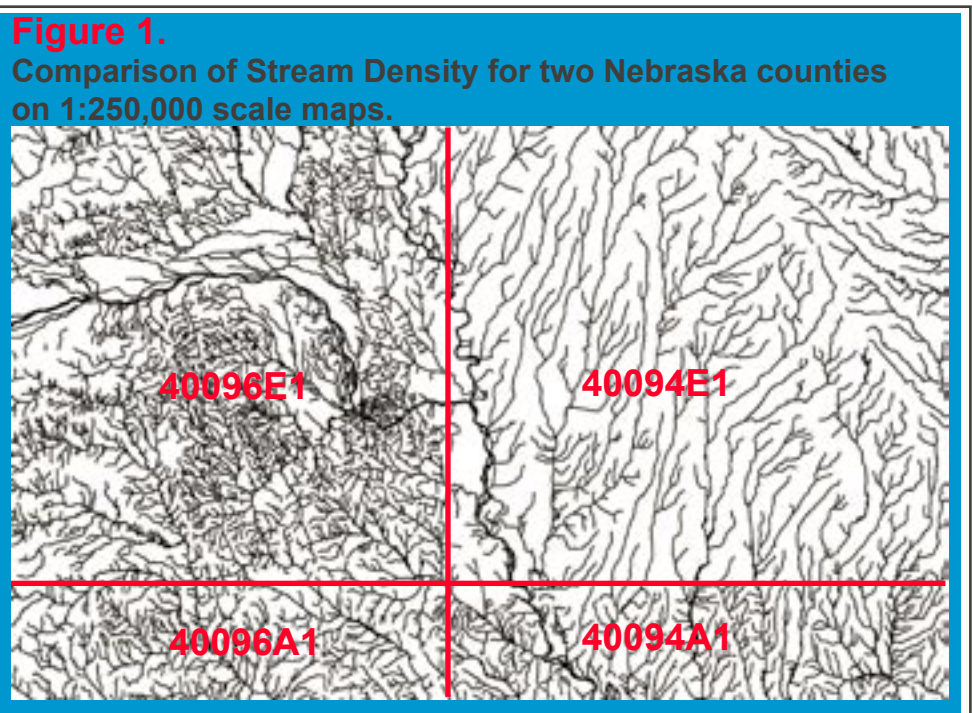 Figure 1.
Comparison of Stream Density for two Nebraska counties
on 1:250,000 scale maps.
40096E1
40094E1
40096A1
40094A1